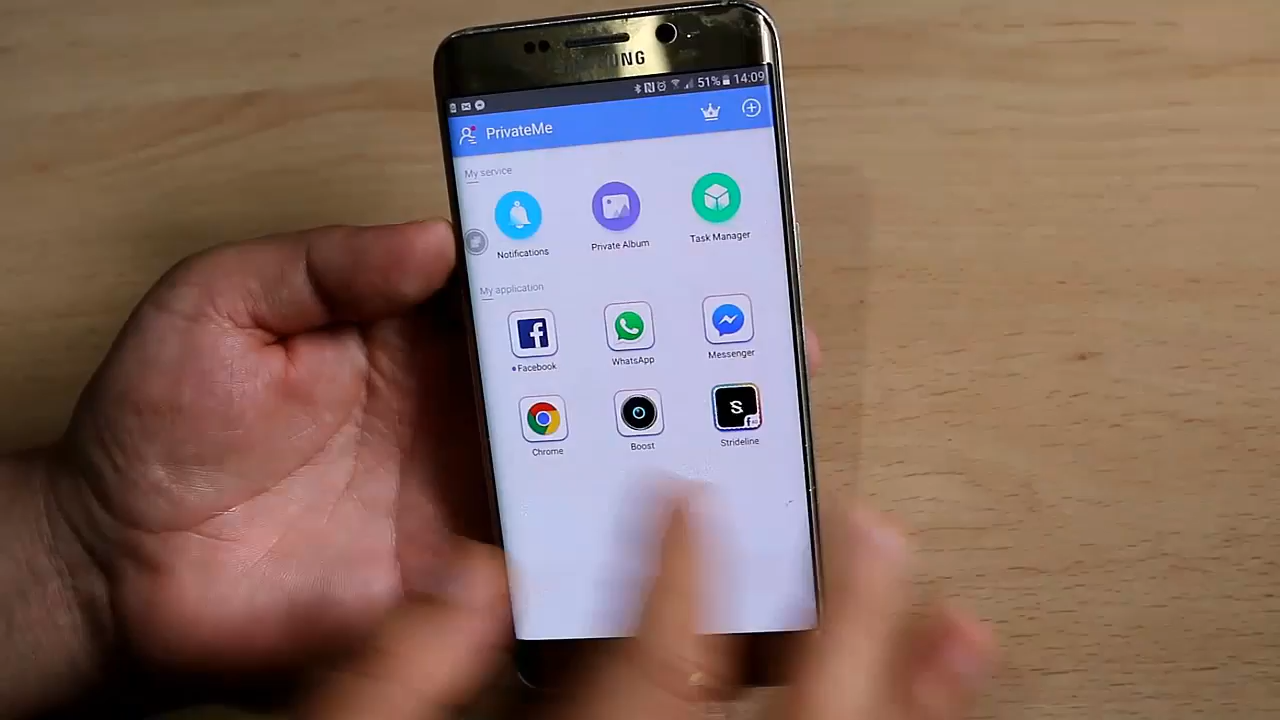 UNG
51% 14:09
PrivateMe
My service
Notifications
Private Album
Task Manager
My application
Facebook
WhatsApp
Messenger
Chrome
Boost
Strideline